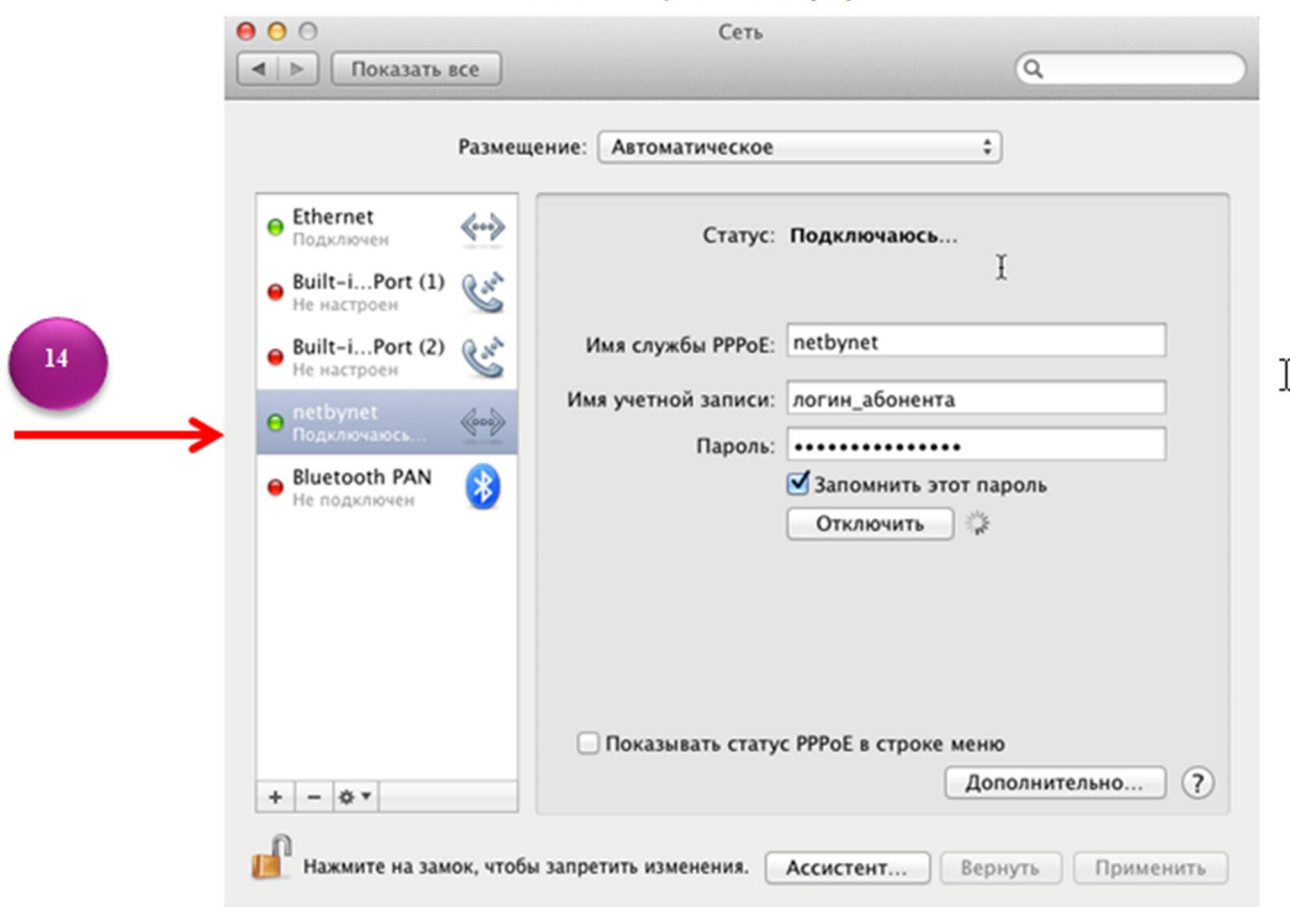 Сеть
Показать все
Размещение: Автоматическое
Ethernet
Подключен
Built-i...Port (1)
Не настроен
Built-i...Port (2)
Не настроен
14
netbynet
Подключаюсь...
Bluetooth PAN
Не подключен
Статус: Подключаюсь...
Имя службы PPPoE: netbynet
Имя учетной записи: логин_абонента
Пароль: •••••••••••••••
Запомнить этот пароль
Отключить
Показывать статус PPPoE в строке меню
Дополнительно... ?
Нажмите на замок, чтобы запретить изменения. Ассистент... Вернуть Применить